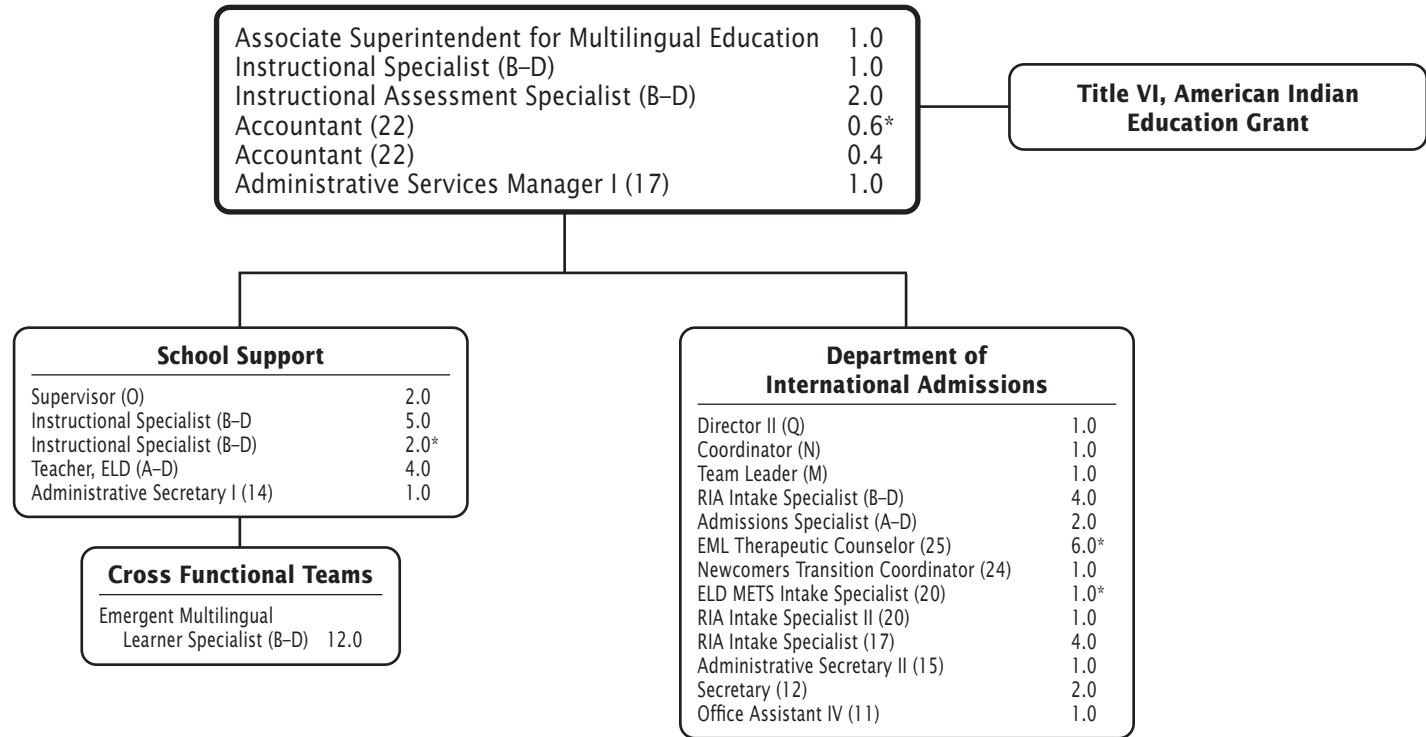 Associate Superintendent for Multilingual Education 1.0
Instructional Specialist (B–D) 1.0
Instructional Assessment Specialist (B–D) 2.0
Accountant (22) 0.6*
Accountant (22) 0.4
Administrative Services Manager I (17) 1.0
Title VI, American Indian
Education Grant
School Support
Supervisor (O) 2.0
Instructional Specialist (B–D 5.0
Instructional Specialist (B–D) 2.0*
Teacher, ELD (A–D) 4.0
Administrative Secretary I (14) 1.0
Cross Functional Teams
Emergent Multilingual
Learner Specialist (B–D) 12.0
Department of
International Admissions
Director II (Q) 1.0
Coordinator (N) 1.0
Team Leader (M) 1.0
RIA Intake Specialist (B–D) 4.0
Admissions Specialist (A–D) 2.0
EML Therapeutic Counselor (25) 6.0*
Newcomers Transition Coordinator (24) 1.0
ELD METS Intake Specialist (20) 1.0*
RIA Intake Specialist II (20) 1.0
RIA Intake Specialist (17) 4.0
Administrative Secretary II (15) 1.0
Secretary (12) 2.0
Office Assistant IV (11) 1.0